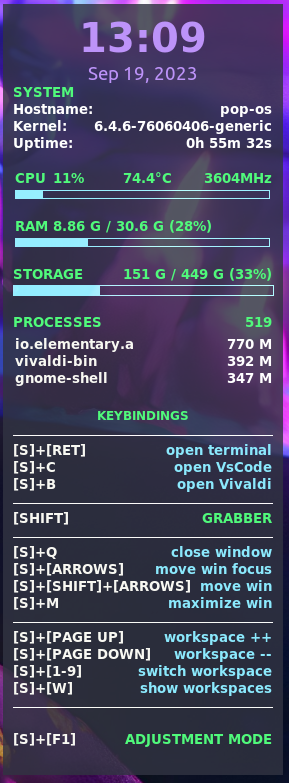 13:09
Sep 19, 2023
SYSTEM
Hostname: pop-os
Kernel: 6.4.6-76060406-generic
Uptime: 0h 55m 32s
CPU 11% 74.4°C 3604MHz
RAM 8.86 G / 30.6 G (28%)
STORAGE 151 G / 449 G (33%)
PROCESSES 519
io.elementary.a 770 M
vivaldi-bin 392 M
gnome-shell 347 M
KEYBINDINGS
[S]+[RET] open terminal
[S]+C open VsCode
[S]+B open Vivaldi
[SHIFT] GRABBER
[S]+Q close window
[S]+[ARROWS] move win focus
[S]+[SHIFT]+[ARROWS] move win
[S]+M maximize win
[S]+[PAGE UP] workspace ++
[S]+[PAGE DOWN] workspace --
[S]+[1-9] switch workspace
[S]+[W] show workspaces
[S]+[F1] ADJUSTMENT MODE